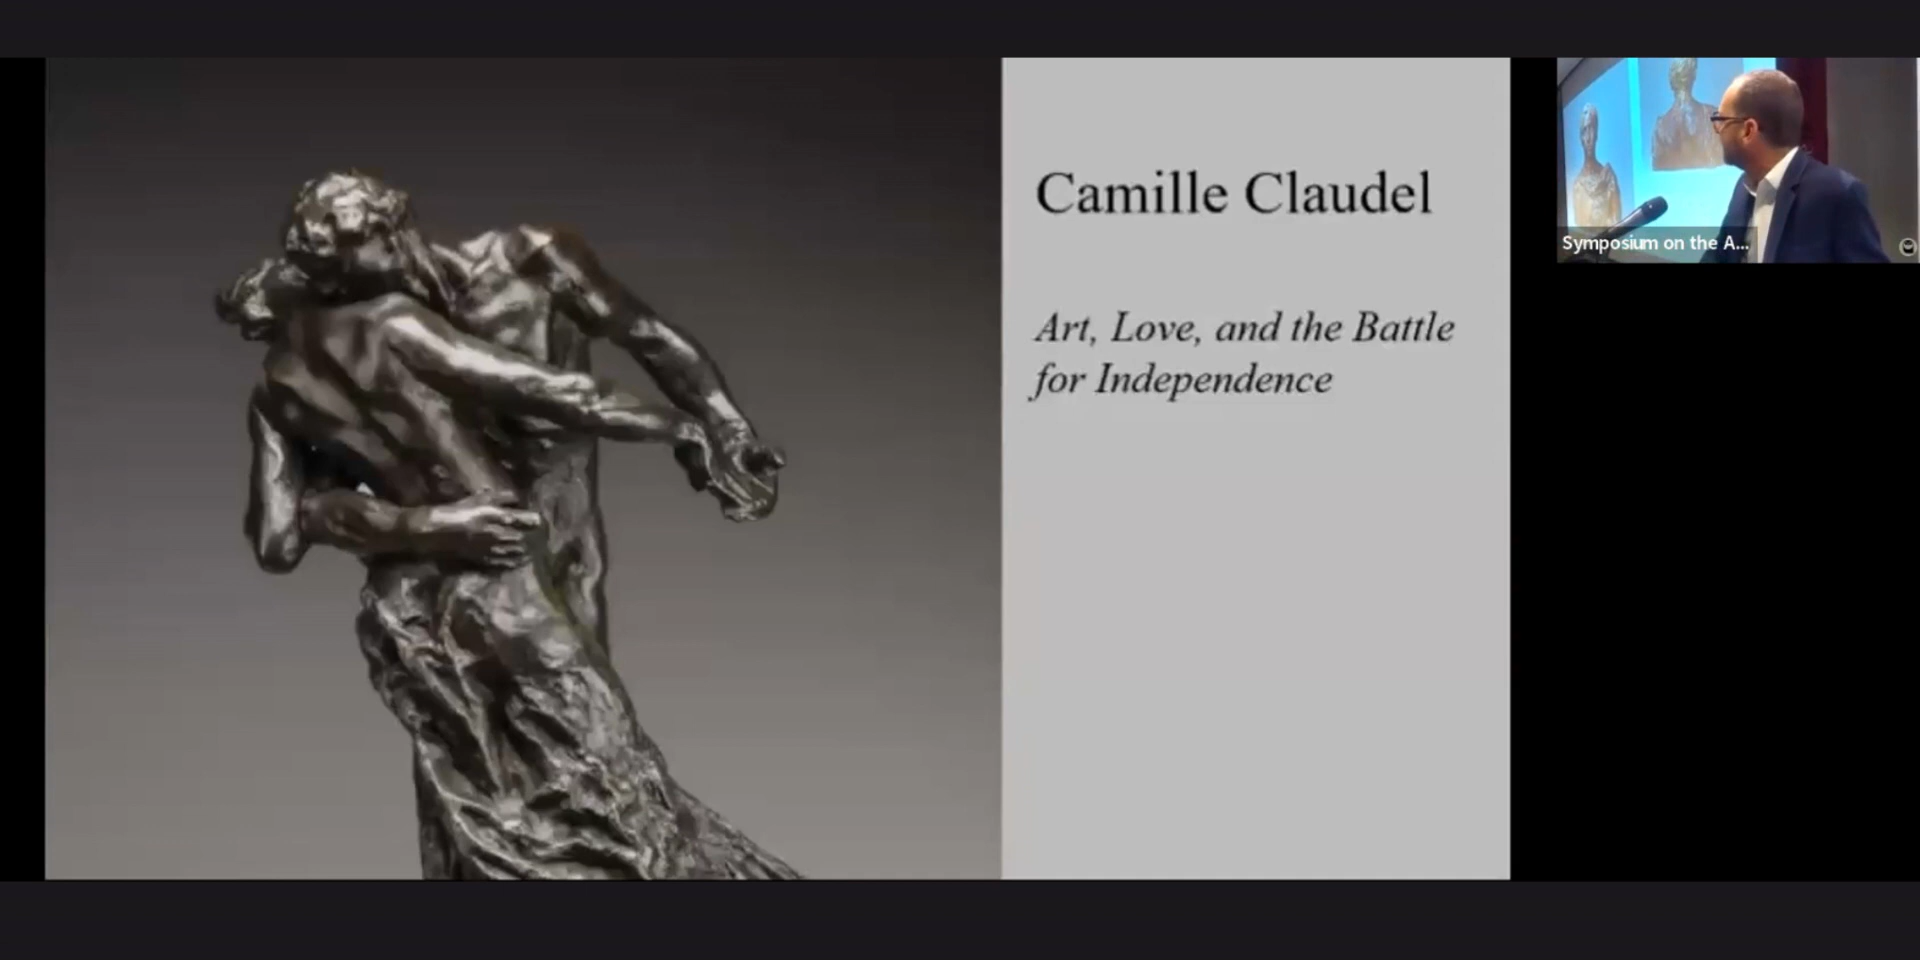 Camille Claudel
Art, Love, and the Battle
for Independence
Symposium on the A...